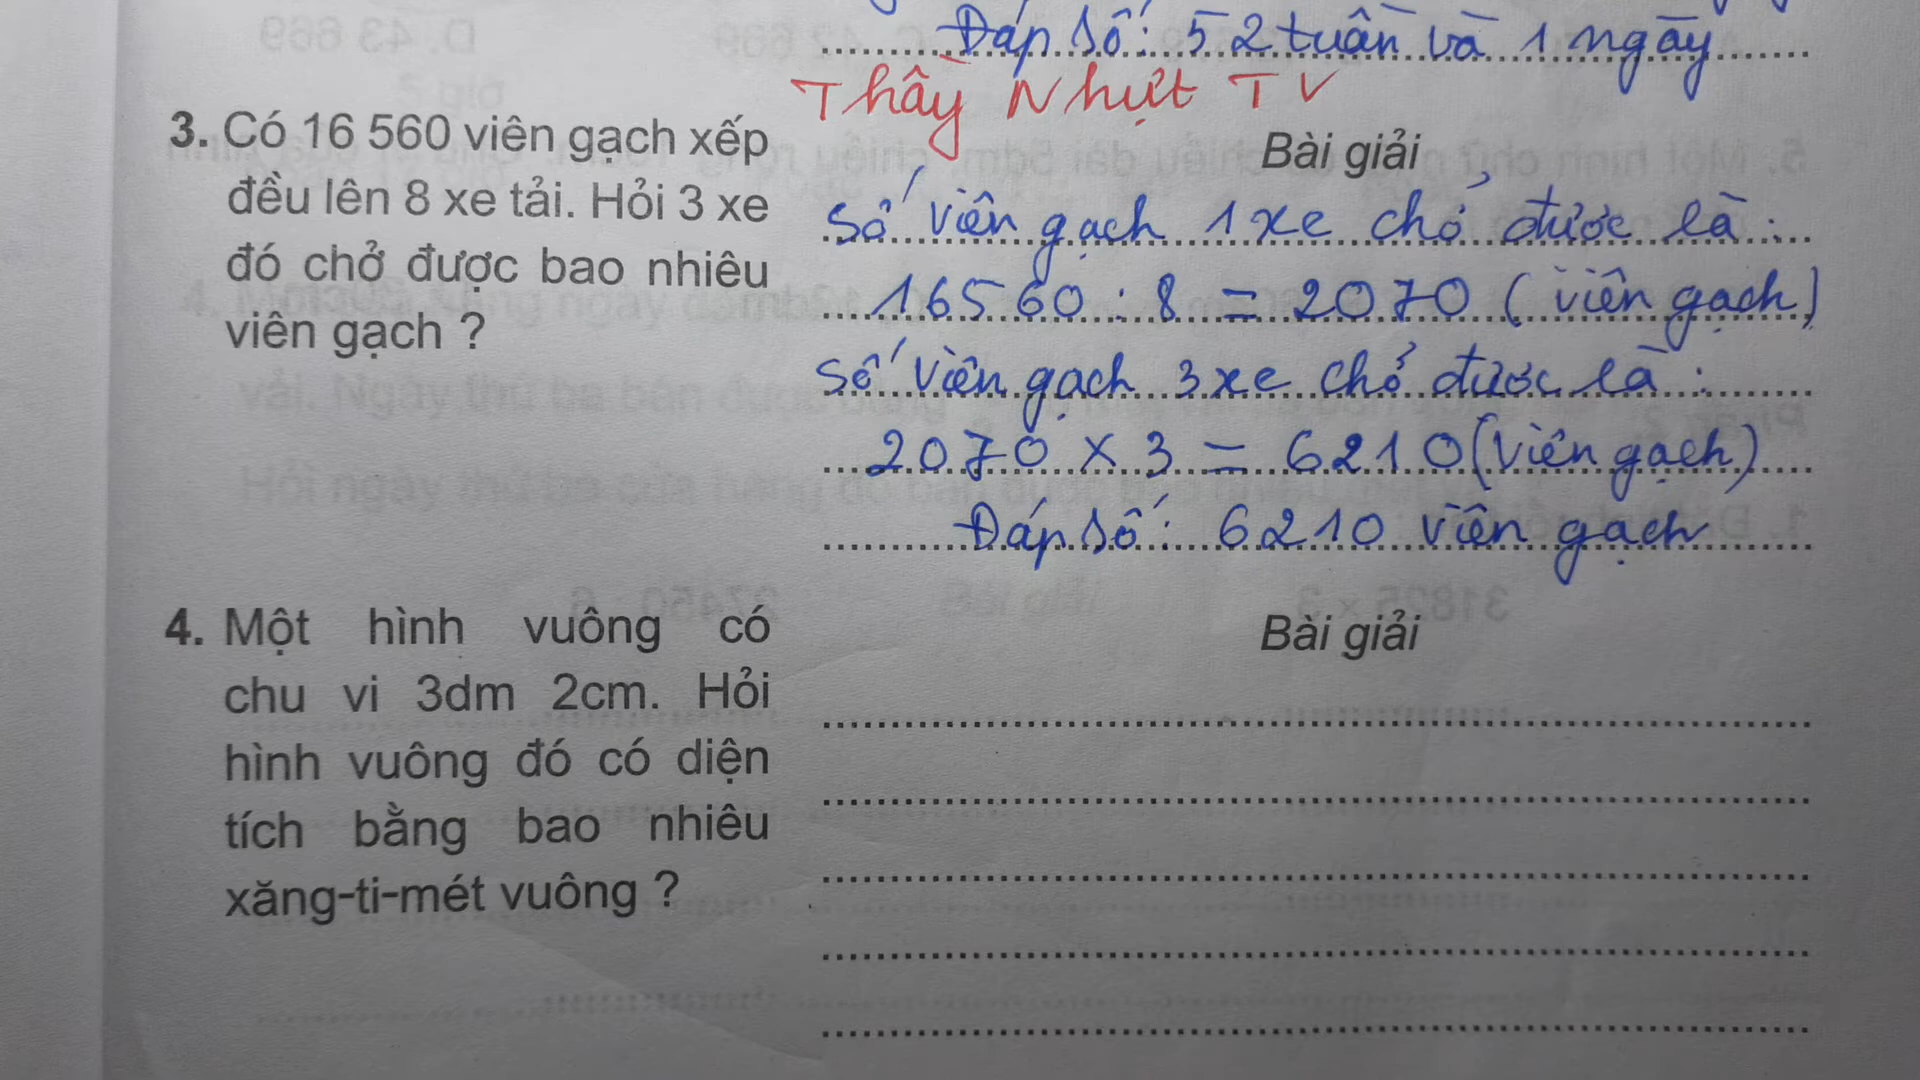 Đáp số: 52 tuần và 1 ngày
Thầy Nhựt TV
3. Có 16 560 viên gạch xếp
đều lên 8 xe tải. Hỏi 3 xe
đó chở được bao nhiêu
viên gạch ?
Bài giải
Số viên gạch 1 xe chở được là:
16560 : 8 = 2070 (viên gạch)
Số viên gạch 3 xe chở được là:
2070 x 3 = 6210 (viên gạch)
Đáp số: 6210 viên gạch
4. Một hình vuông có
chu vi 3dm 2cm. Hỏi
hình vuông đó có diện
tích bằng bao nhiêu
xăng-ti-mét vuông ?
Bài giải